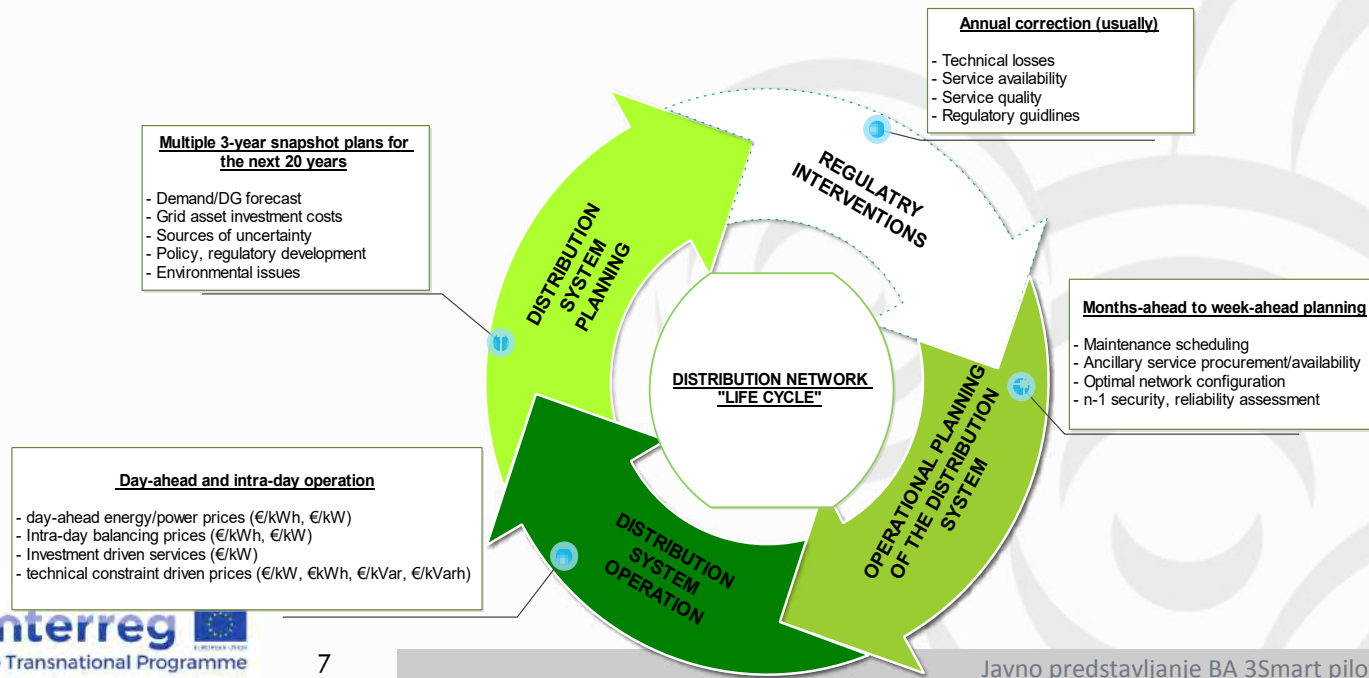 Annual correction (usually)
- Technical losses
- Service availability
- Service quality
- Regulatory guidlines
Multiple 3-year snapshot plans for
the next 20 years
- Demand/DG forecast
- Grid asset investment costs
- Sources of uncertainty
- Policy, regulatory development
- Environmental issues
REGULATRY
INTERVENTIONS
DISTRIBUTION
SYSTEM
PLANNING
Months-ahead to week-ahead planning
- Maintenance scheduling
- Ancillary service procurement/availability
- Optimal network configuration
- n-1 security, reliability assessment
DISTRIBUTION NETWORK
"LIFE CYCLE"
OPERATIONAL PLANNING
OF THE DISTRIBUTION
SYSTEM
Day-ahead and intra-day operation
- day-ahead energy/power prices (€/kWh, €/kW)
- Intra-day balancing prices (€/kWh, €/kW)
- Investment driven services (€/kW)
- technical constraint driven prices (€/kW, €kWh, €/kVar, €/kVarh)
DISTRIBUTION
SYSTEM
OPERATION
nterreg
EUROPEAN UNION
Transnational Programme
7
Javno predstavljanje BA 3Smart pilo